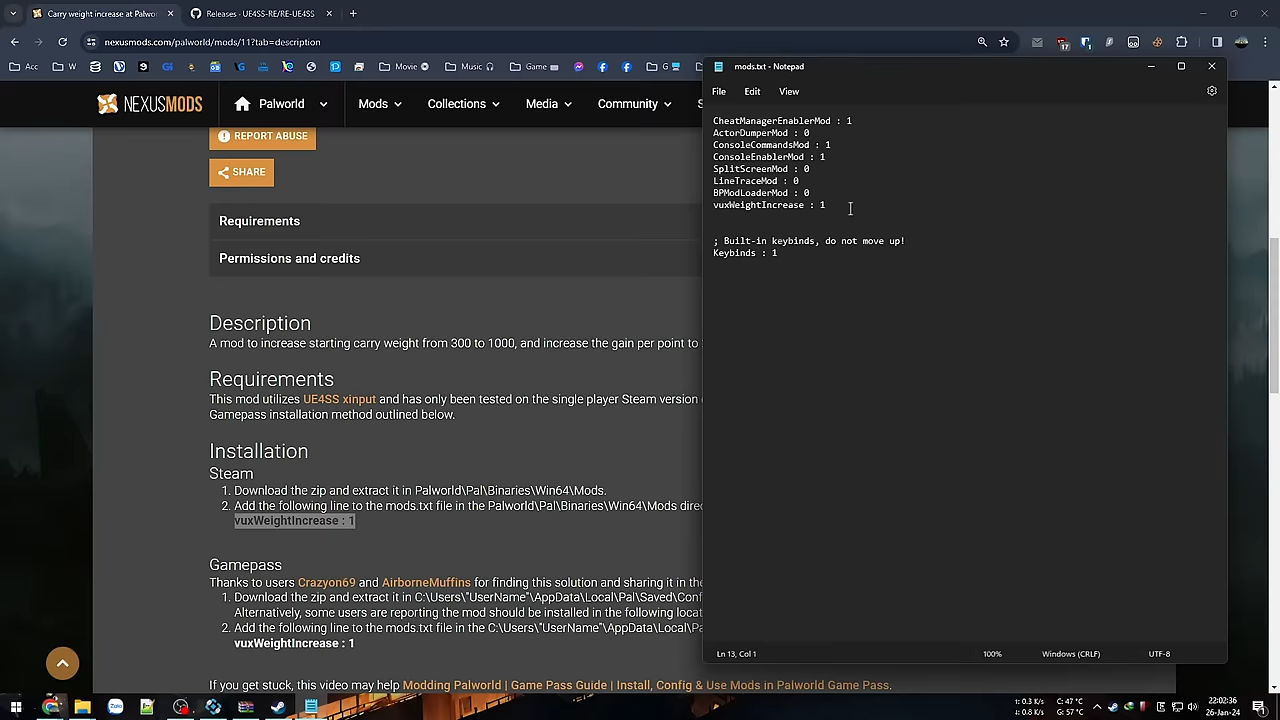 Carry weight increase at Palwor
Releases · UE4SS-RE/RE-UE4SS
nexusmods.com/palworld/mods/11?tab=description
Acc
W
Movie
Music
Game
G
NEXUSMODS
Palworld
Mods
Collections
Media
Community
REPORT ABUSE
SHARE
Requirements
Permissions and credits
Description
A mod to increase starting carry weight from 300 to 1000, and increase the gain per point to
Requirements
This mod utilizes UE4SS xinput and has only been tested on the single player Steam version
Gamepass installation method outlined below.
Installation
Steam
1. Download the zip and extract it in Palworld\Pal\Binaries\Win64\Mods.
2. Add the following line to the mods.txt file in the Palworld\Pal\Binaries\Win64\Mods direc
vuxWeightIncrease : 1
Gamepass
Thanks to users Crazyon69 and AirborneMuffins for finding this solution and sharing it in the
1. Download the zip and extract it in C:\Users\"UserName"\AppData\Local\Pal\Saved\Conf
Alternatively, some users are reporting the mod should be installed in the following locat
2. Add the following line to the mods.txt file in the C:\Users\"UserName"\AppData\Local\Pa
vuxWeightIncrease : 1
If you get stuck, this video may help Modding Palworld | Game Pass Guide | Install, Config & Use Mods in Palworld Game Pass.
mods.txt - Notepad
File
Edit
View
CheatManagerEnablerMod : 1
ActorDumperMod : 0
ConsoleCommandsMod : 1
ConsoleEnablerMod : 1
SplitScreenMod : 0
LineTraceMod : 0
BPModLoaderMod : 0
vuxWeightIncrease : 1
; Built-in keybinds, do not move up!
Keybinds : 1
Ln 13, Col 1
100%
Windows (CRLF)
UTF-8
Zalo
↑: 0.3 K/s
↓: 0.8 K/s
C: 47 °C
G: 57 °C
22:02:36
26-Jan-24